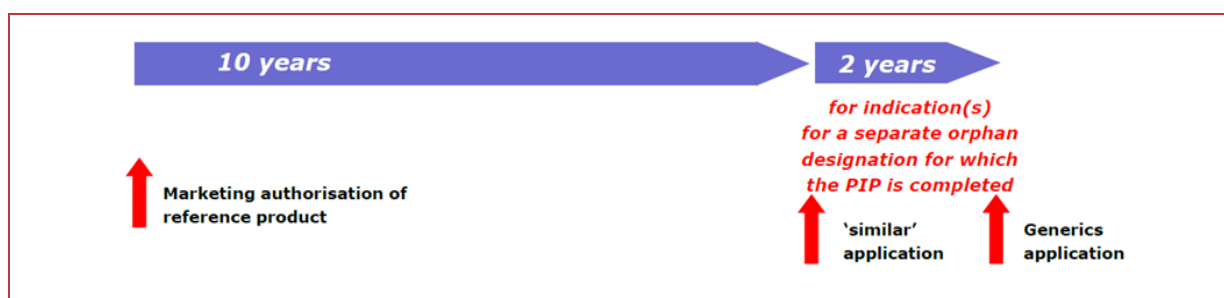 10 years
2 years
for indication(s)
for a separate orphan
designation for which
the PIP is completed
Marketing authorisation of
reference product
‘similar’
application
Generics
application